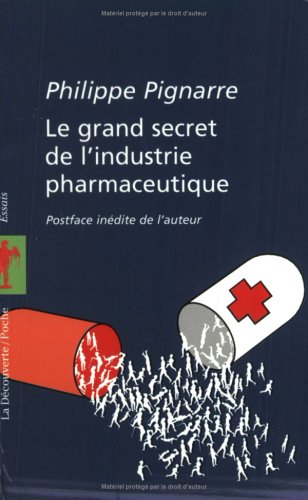 Matériel protégé par le droit d'auteur
Philippe Pignarre
Le grand secret
de l'industrie
pharmaceutique
Postface inédite de l'auteur
Essais
La Découverte/Poche
Matériel protégé par le droit d'auteur